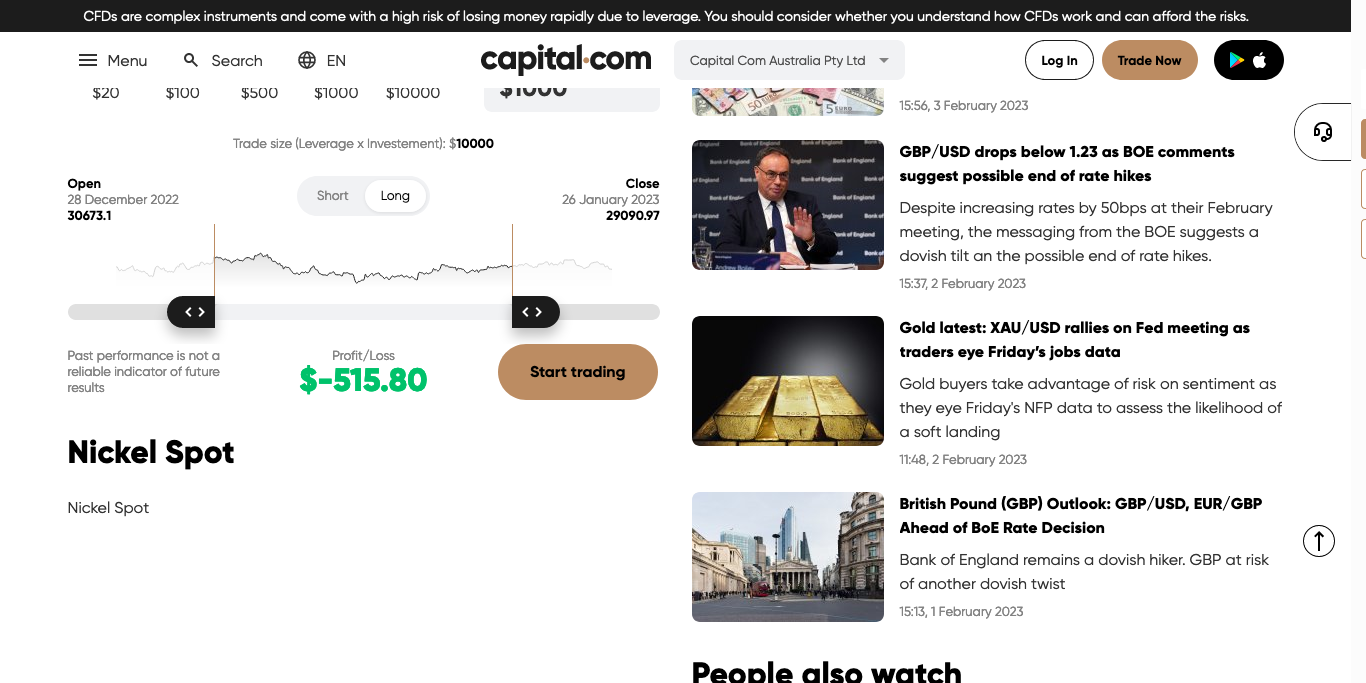 CFDs are complex instruments and come with a high risk of losing money rapidly due to leverage. You should consider whether you understand how CFDs work and can afford the risks.
Menu
Search
EN
capital.com
Capital Com Australia Pty Ltd
Log In
Trade Now
$20
$100
$500
$1000
$10000
$1000
Trade size (Leverage x Investement): $10000
Open
28 December 2022
30673.1
Short
Long
Close
26 January 2023
29090.97
Past performance is not a
reliable indicator of future
results
Profit/Loss
$-515.80
Start trading
Nickel Spot
Nickel Spot
15:56, 3 February 2023
GBP/USD drops below 1.23 as BOE comments
suggest possible end of rate hikes
Despite increasing rates by 50bps at their February
meeting, the messaging from the BOE suggests a
dovish tilt an the possible end of rate hikes.
15:37, 2 February 2023
Gold latest: XAU/USD rallies on Fed meeting as
traders eye Friday’s jobs data
Gold buyers take advantage of risk on sentiment as
they eye Friday's NFP data to assess the likelihood of
a soft landing
11:48, 2 February 2023
British Pound (GBP) Outlook: GBP/USD, EUR/GBP
Ahead of BoE Rate Decision
Bank of England remains a dovish hiker. GBP at risk
of another dovish twist
15:13, 1 February 2023
People also watch